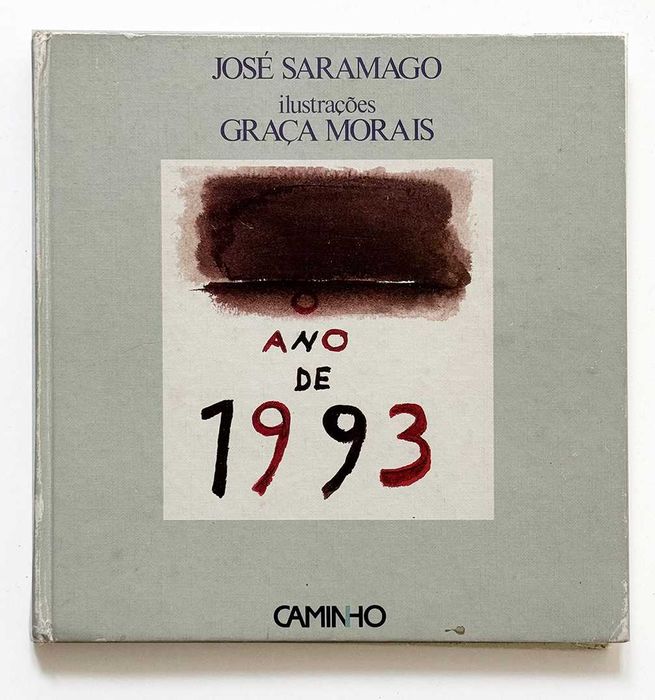 JOSÉ SARAMAGO
ilustrações
GRAÇA MORAIS
O
ANO
DE
1993
CAMINHO